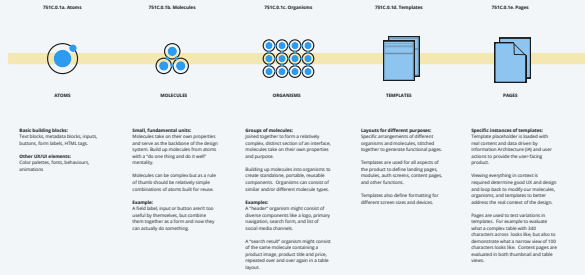 751C.0.1a. Atoms
751C.0.1b. Molecules
751C.0.1c. Organisms
751C.0.1d. Templates
751C.0.1e. Pages
ATOMS
MOLECULES
ORGANISMS
TEMPLATES
PAGES
Basic building blocks:
Text blocks, metadata blocks, inputs,
buttons, form labels, HTML tags.
Other UX/UI elements:
Color palettes, fonts, behaviours,
animations
Small, fundamental units:
Molecules take on their own properties
and serve as the backbone of the design
system. Build up molecules from atoms
with a "do one thing and do it well"
mentality.
Molecules can be complex but as a rule
of thumb should be relatively simple
combinations of atoms built for reuse.
Example:
A field label, input or button aren't too
useful by themselves, but combine
them together as a form and now they
can actually do something.
Groups of molecules:
Joined together to form a relatively
complex, distinct section of an interface,
molecules take on their own properties
and purpose.
Building up molecules into organisms to
create standalone, portable, reusable
components. Organisms can consist of
similar and/or different molecule types.
Examples:
A "header" organism might consist of
diverse components like a logo, primary
navigation, search form, and list of
social media channels.
A "search result" organism might consist
of the same molecule containing a
product image, product title and price,
repeated over and over again in a table
layout.
Layouts for different purposes:
Specific arrangements of different
organisms and molecules, stitched
together to generate functional pages.
Templates are used for all aspects of
the product to define landing pages,
modules, auth screens, content pages,
and other functions.
Templates also define formatting for
different screen sizes and devices.
Specific instances of templates:
Template placeholder is loaded with
real content and data driven by
Information Architecture (IA) and user
actions to provide the user-facing
product.
Viewing everything in context is
required determine good UX and design
and loop back to modify our molecules,
organisms, and templates to better
address the real context of the design.
Pages are used to test variations in
templates. For example to evaluate
what a complex table with 340
characters across looks like, but also to
demonstrate what a narrow view of 100
characters looks like. Content pages are
evaluated in both thumbnail and table
views.